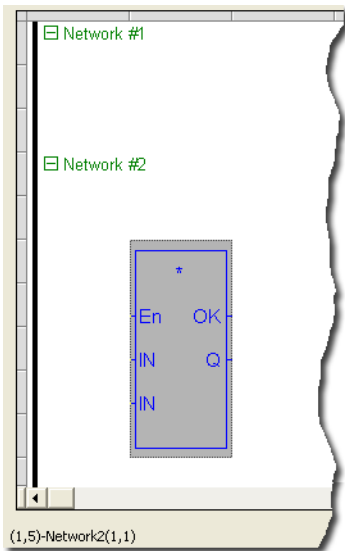 Network #1
Network #2
*
En OK
IN Q
IN
(1,5)-Network2(1,1)